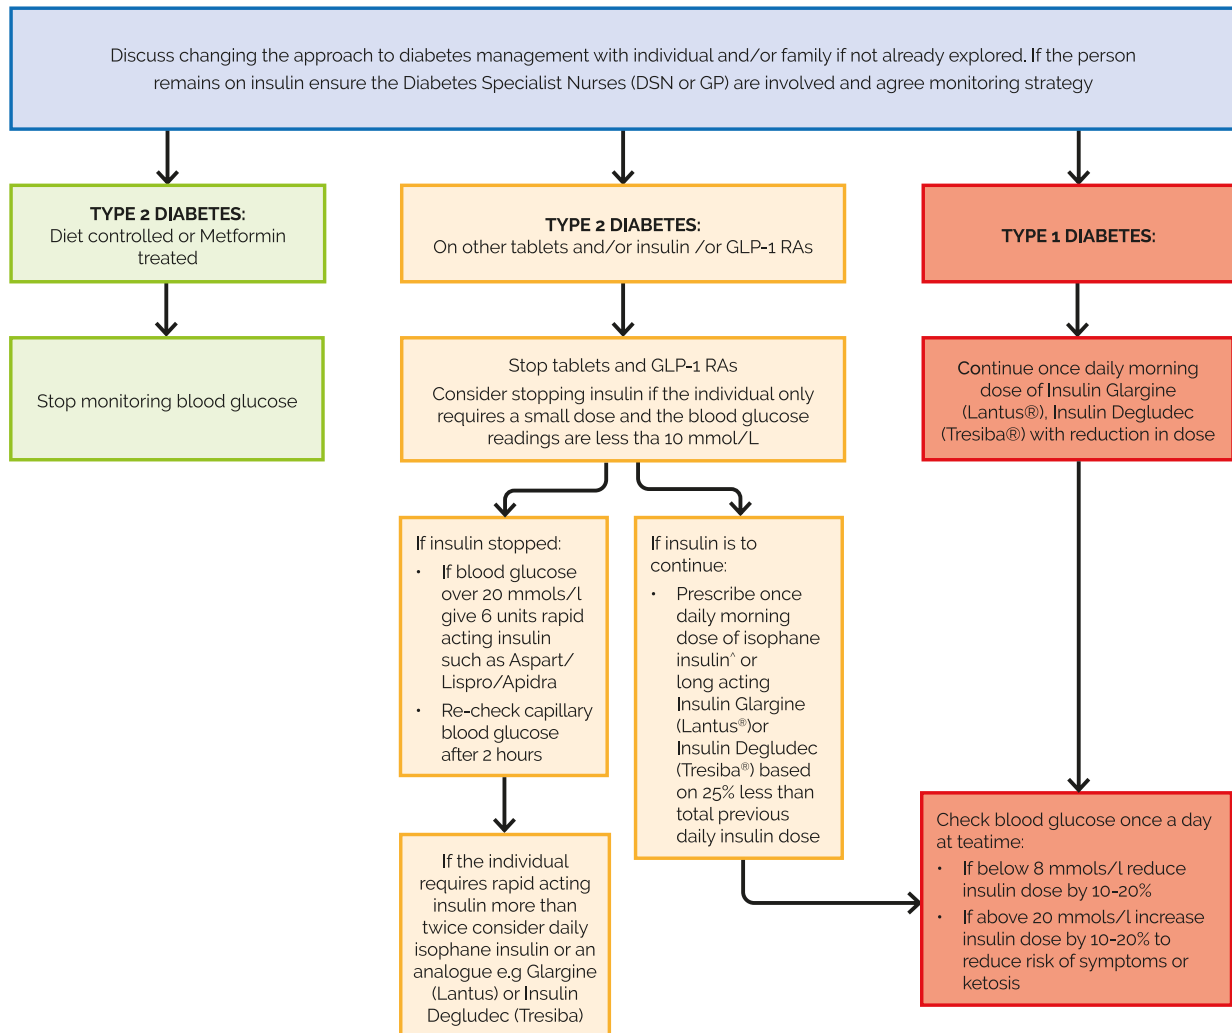 Discuss changing the approach to diabetes management with individual and/or family if not already explored. If the person
remains on insulin ensure the Diabetes Specialist Nurses (DSN or GP) are involved and agree monitoring strategy
TYPE 2 DIABETES:
Diet controlled or Metformin
treated
TYPE 2 DIABETES:
On other tablets and/or insulin /or GLP-1 RAs
TYPE 1 DIABETES:
Stop monitoring blood glucose
Stop tablets and GLP-1 RAs
Consider stopping insulin if the individual only
requires a small dose and the blood glucose
readings are less tha 10 mmol/L
Continue once daily morning
dose of Insulin Glargine
(Lantus®), Insulin Degludec
(Tresiba®) with reduction in dose
If insulin stopped:
• If blood glucose
over 20 mmols/l
give 6 units rapid
acting insulin
such as Aspart/
Lispro/Apidra
• Re-check capillary
blood glucose
after 2 hours
If insulin is to
continue:
• Prescribe once
daily morning
dose of isophane
insulin^ or
long acting
Insulin Glargine
(Lantus®)or
Insulin Degludec
(Tresiba®) based
on 25% less than
total previous
daily insulin dose
If the individual
requires rapid acting
insulin more than
twice consider daily
isophane insulin or an
analogue e.g Glargine
(Lantus) or Insulin
Degludec (Tresiba)
Check blood glucose once a day
at teatime:
• If below 8 mmols/l reduce
insulin dose by 10-20%
• If above 20 mmols/l increase
insulin dose by 10-20% to
reduce risk of symptoms or
ketosis